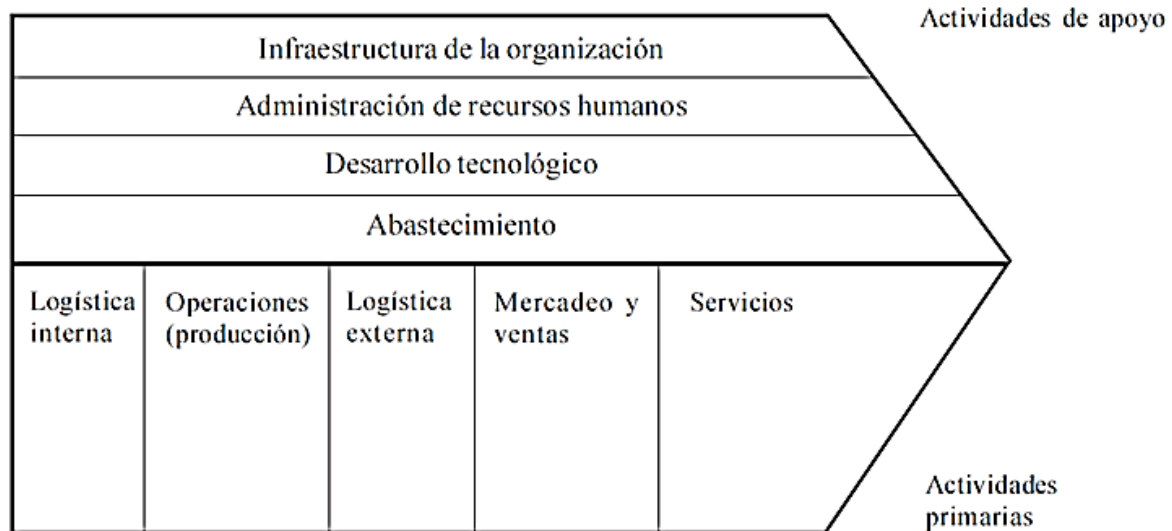 Actividades de apoyo
Infraestructura de la organización
Administración de recursos humanos
Desarrollo tecnológico
Abastecimiento
Logística
interna
Operaciones
(producción)
Logística
externa
Mercadeo y
ventas
Servicios
Actividades
primarias